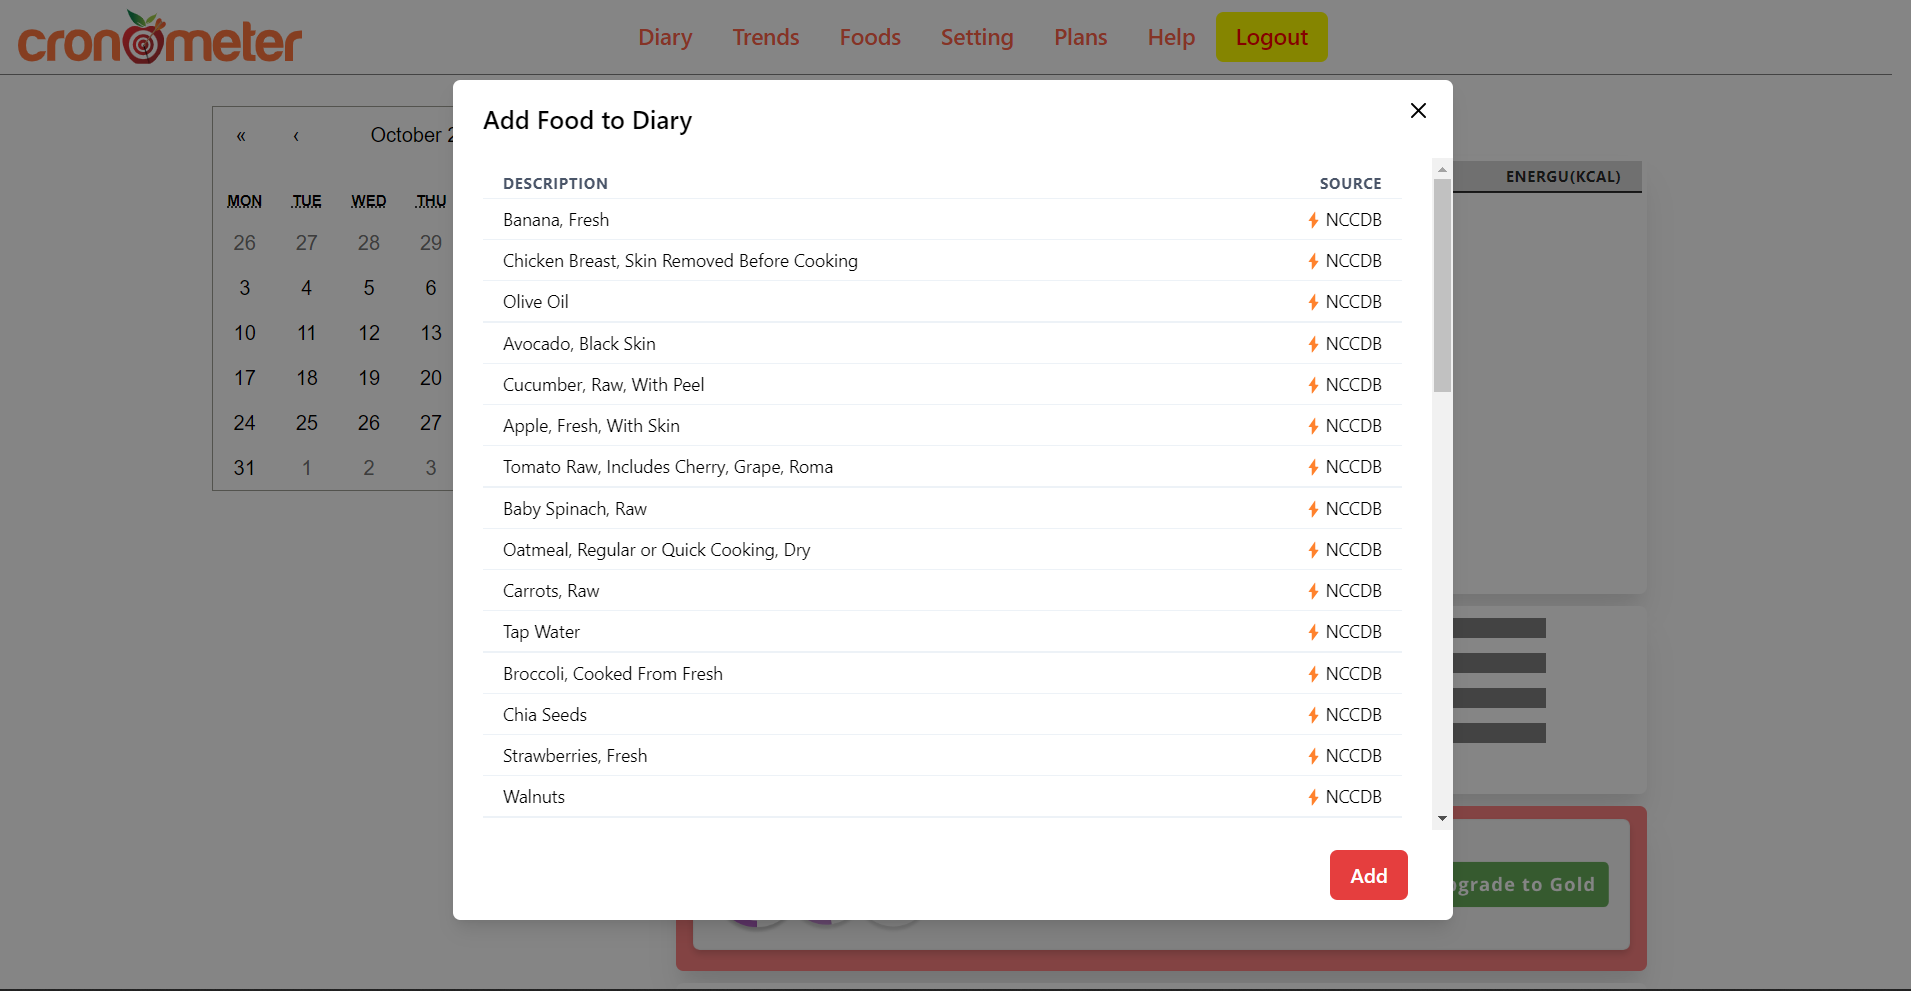 cronometer
Diary Trends Foods Setting Plans Help Logout
Add Food to Diary
« ‹ October
MON TUE WED THU
26 27 28 29
3 4 5 6
10 11 12 13
17 18 19 20
24 25 26 27
31 1 2 3
DESCRIPTION SOURCE
Banana, Fresh NCCDB
Chicken Breast, Skin Removed Before Cooking NCCDB
Olive Oil NCCDB
Avocado, Black Skin NCCDB
Cucumber, Raw, With Peel NCCDB
Apple, Fresh, With Skin NCCDB
Tomato Raw, Includes Cherry, Grape, Roma NCCDB
Baby Spinach, Raw NCCDB
Oatmeal, Regular or Quick Cooking, Dry NCCDB
Carrots, Raw NCCDB
Tap Water NCCDB
Broccoli, Cooked From Fresh NCCDB
Chia Seeds NCCDB
Strawberries, Fresh NCCDB
Walnuts NCCDB
Add
ENERGU(KCAL)
grade to Gold